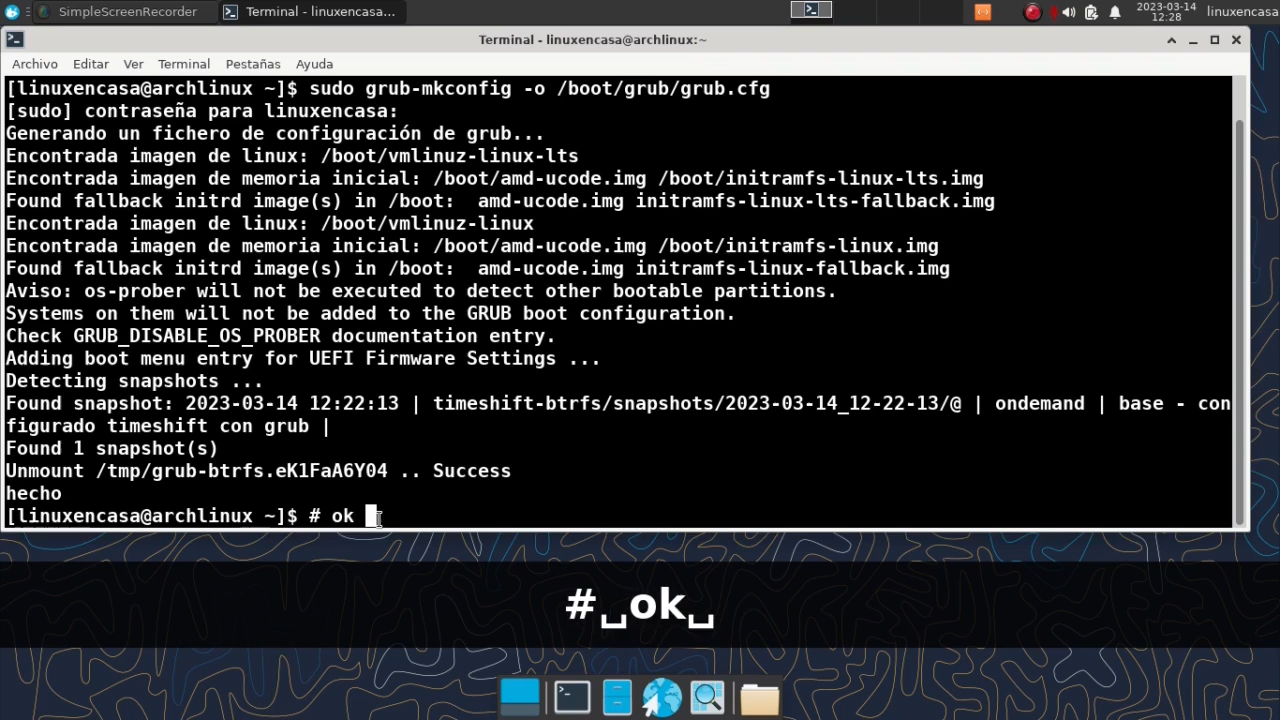 SimpleScreenRecorder
Terminal - linuxencasa...
2023-03-14
12:28
linuxencasa
Terminal - linuxencasa@archlinux:~
Archivo Editar Ver Terminal Pestañas Ayuda
[linuxencasa@archlinux ~]$ sudo grub-mkconfig -o /boot/grub/grub.cfg
[sudo] contraseña para linuxencasa:
Generando un fichero de configuración de grub...
Encontrada imagen de linux: /boot/vmlinuz-linux-lts
Encontrada imagen de memoria inicial: /boot/amd-ucode.img /boot/initramfs-linux-lts.img
Found fallback initrd image(s) in /boot:  amd-ucode.img initramfs-linux-lts-fallback.img
Encontrada imagen de linux: /boot/vmlinuz-linux
Encontrada imagen de memoria inicial: /boot/amd-ucode.img /boot/initramfs-linux.img
Found fallback initrd image(s) in /boot:  amd-ucode.img initramfs-linux-fallback.img
Aviso: os-prober will not be executed to detect other bootable partitions.
Systems on them will not be added to the GRUB boot configuration.
Check GRUB_DISABLE_OS_PROBER documentation entry.
Adding boot menu entry for UEFI Firmware Settings ...
Detecting snapshots ...
Found snapshot: 2023-03-14 12:22:13 | timeshift-btrfs/snapshots/2023-03-14_12-22-13/@ | ondemand | base - con
figurado timeshift con grub |
Found 1 snapshot(s)
Unmount /tmp/grub-btrfs.eK1FaA6Y04 .. Success
hecho
[linuxencasa@archlinux ~]$ # ok
#␣ok␣